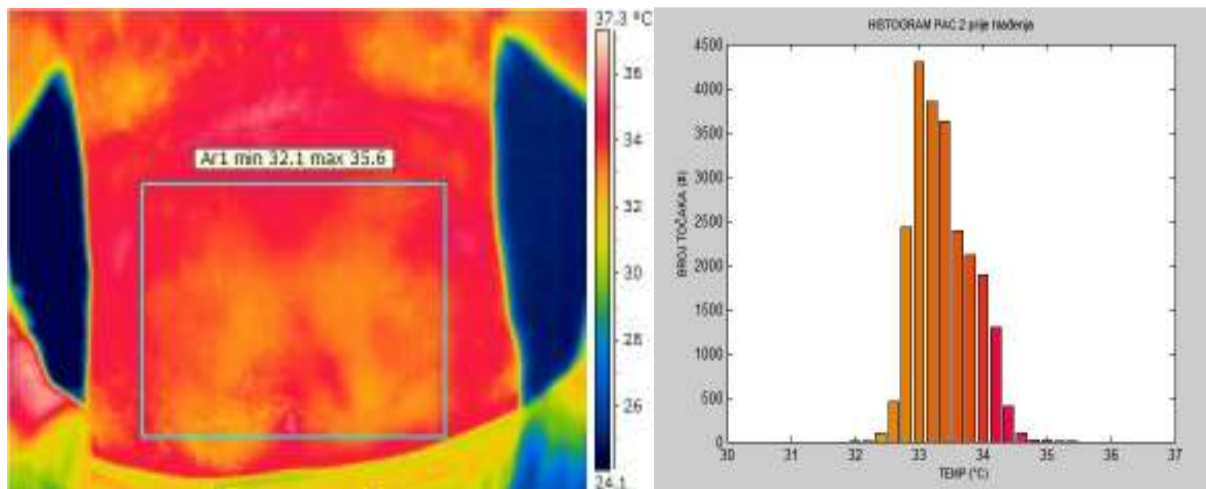 37.3 °C
36
34
32
30
28
26
24.1
Ar1 min 32.1 max 35.6
HISTOGRAM PAC 2 prije hlađenja
BROJ TOČAKA (#)
4500
4000
3500
3000
2500
2000
1500
1000
500
0
30 31 32 33 34 35 36 37
TEMP (°C)